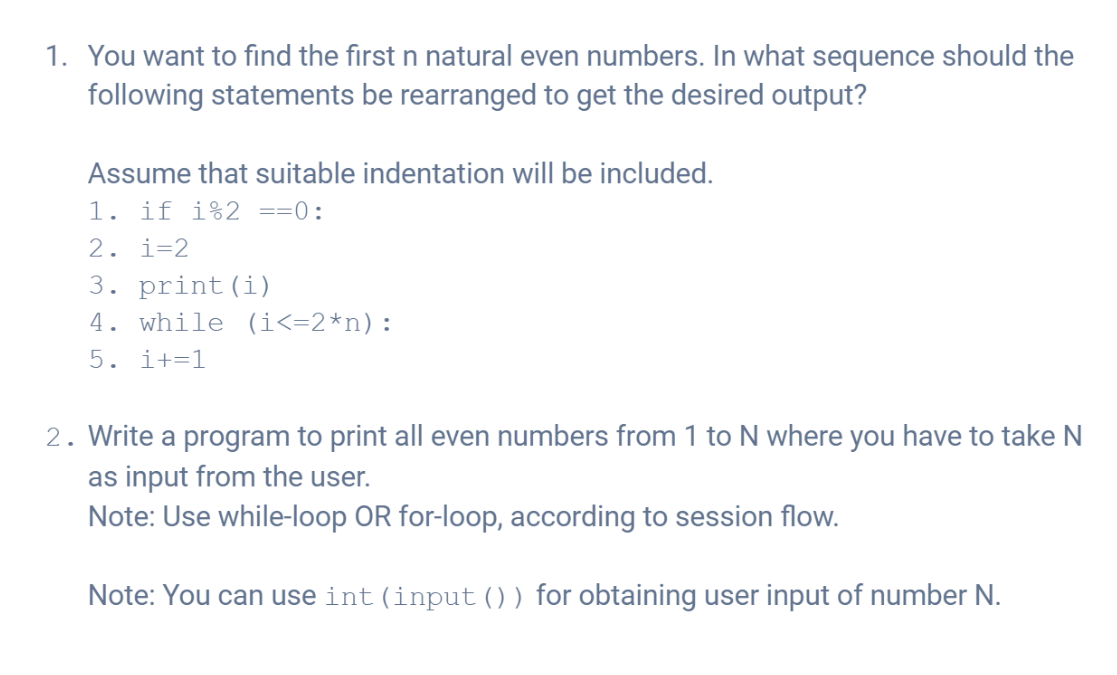 1. You want to find the first n natural even numbers. In what sequence should the
following statements be rearranged to get the desired output?
Assume that suitable indentation will be included.
1. if i%2 ==0:
2. i=2
3. print(i)
4. while (i<=2*n):
5. i+=1
2. Write a program to print all even numbers from 1 to N where you have to take N
as input from the user.
Note: Use while-loop OR for-loop, according to session flow.
Note: You can use int(input()) for obtaining user input of number N.